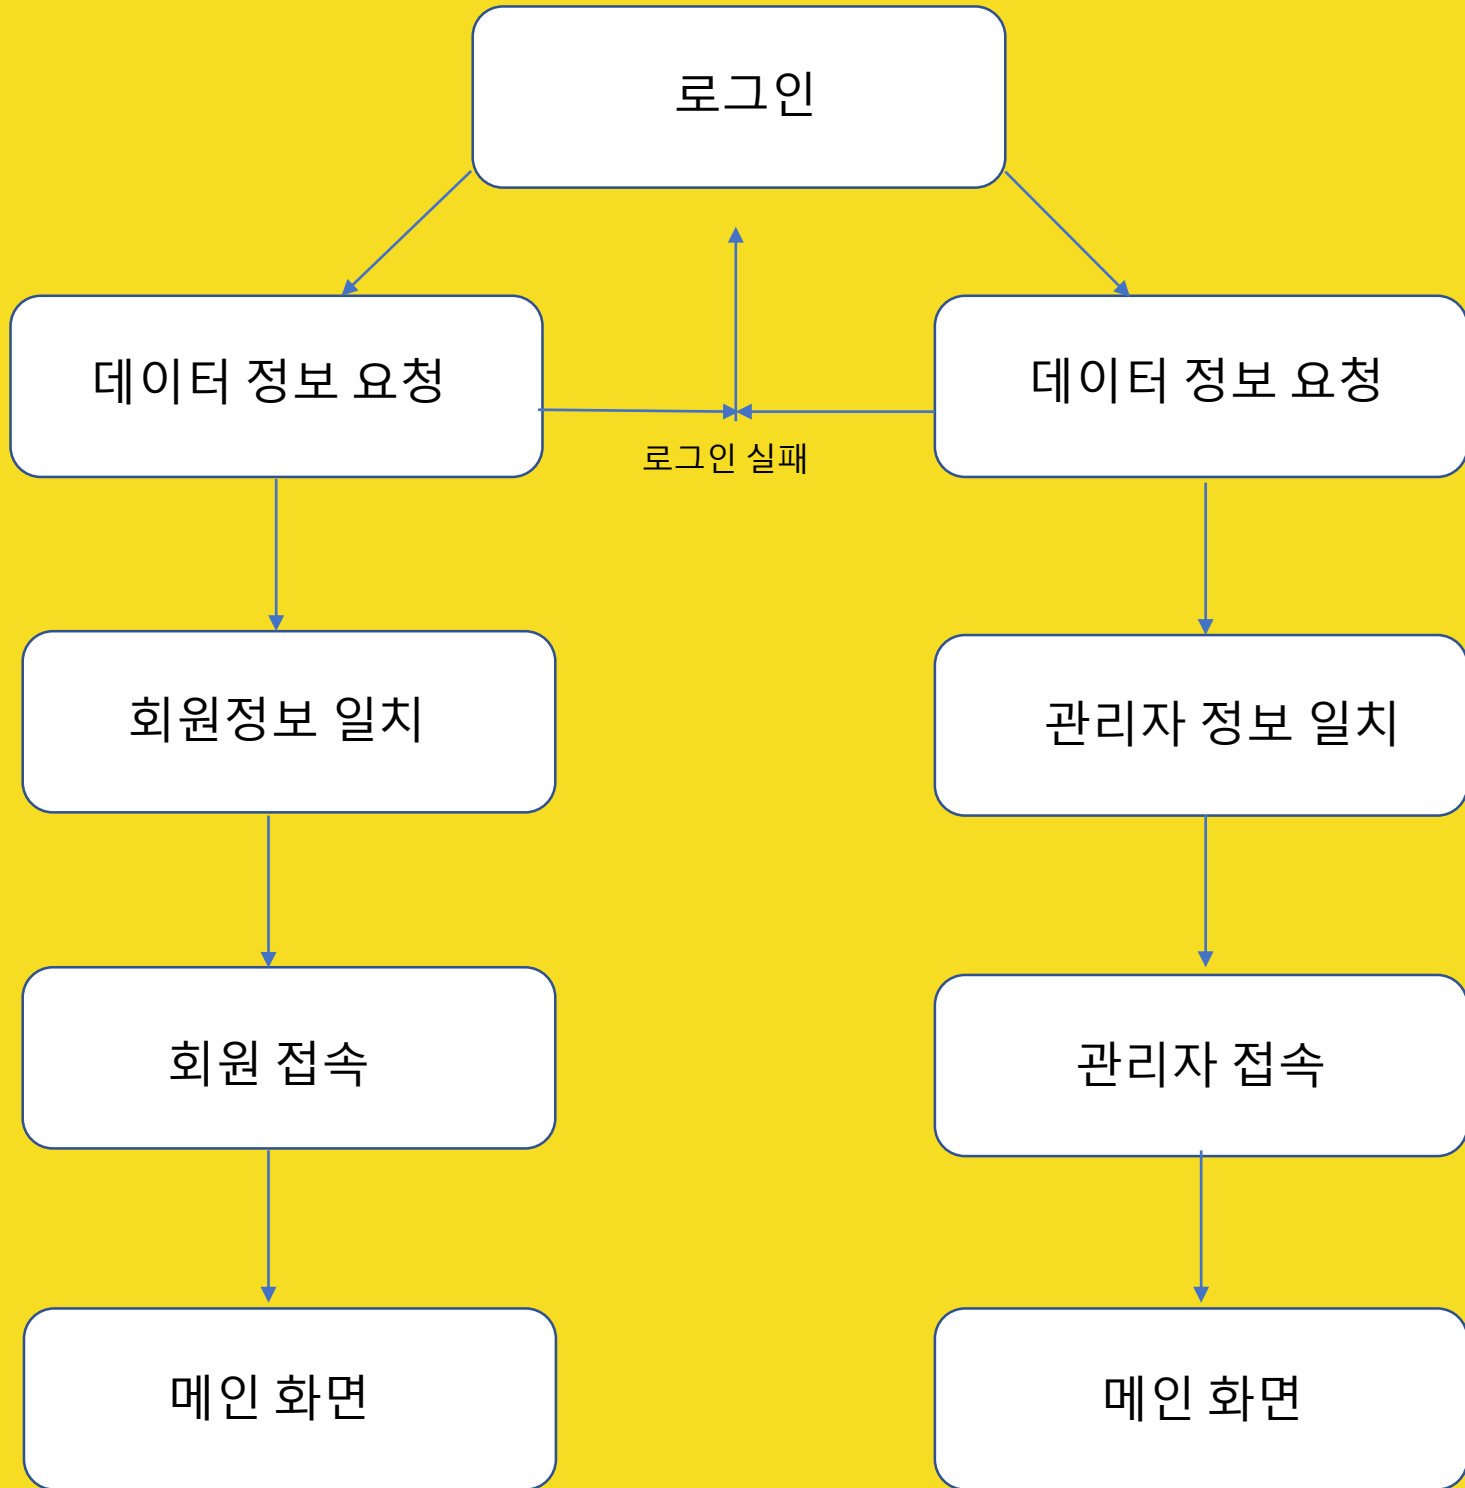 로그인
데이터 정보 요청
데이터 정보 요청
로그인 실패
회원정보 일치
관리자 정보 일치
회원 접속
관리자 접속
메인 화면
메인 화면